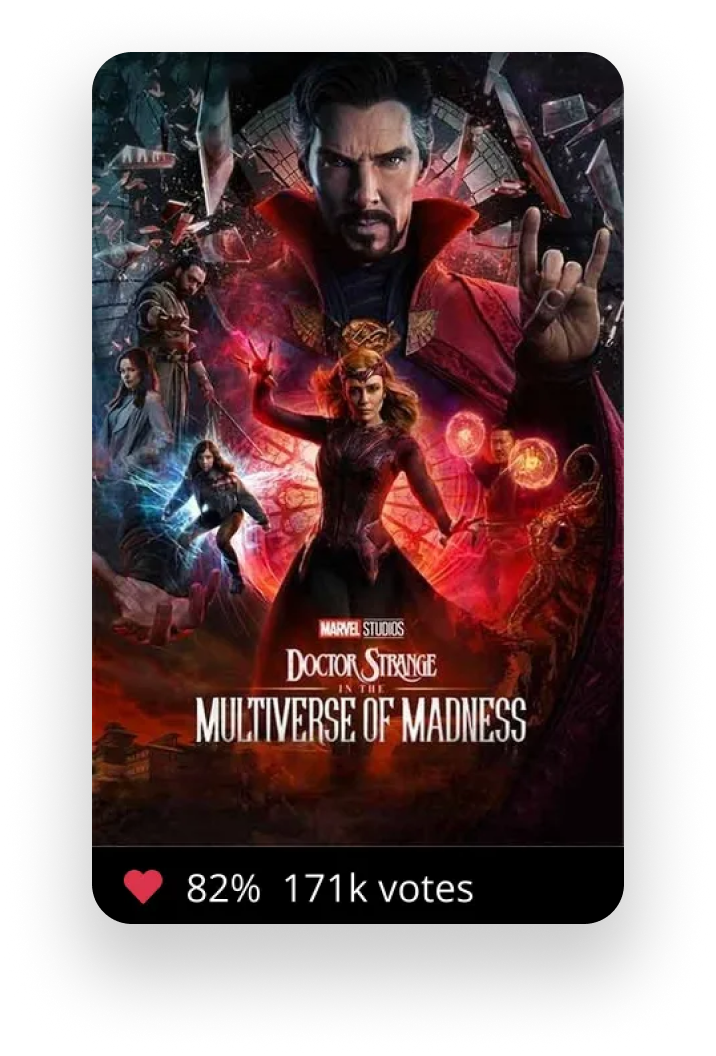 MARVEL STUDIOS
DOCTOR STRANGE
IN THE
MULTIVERSE OF MADNESS
82% 171k votes